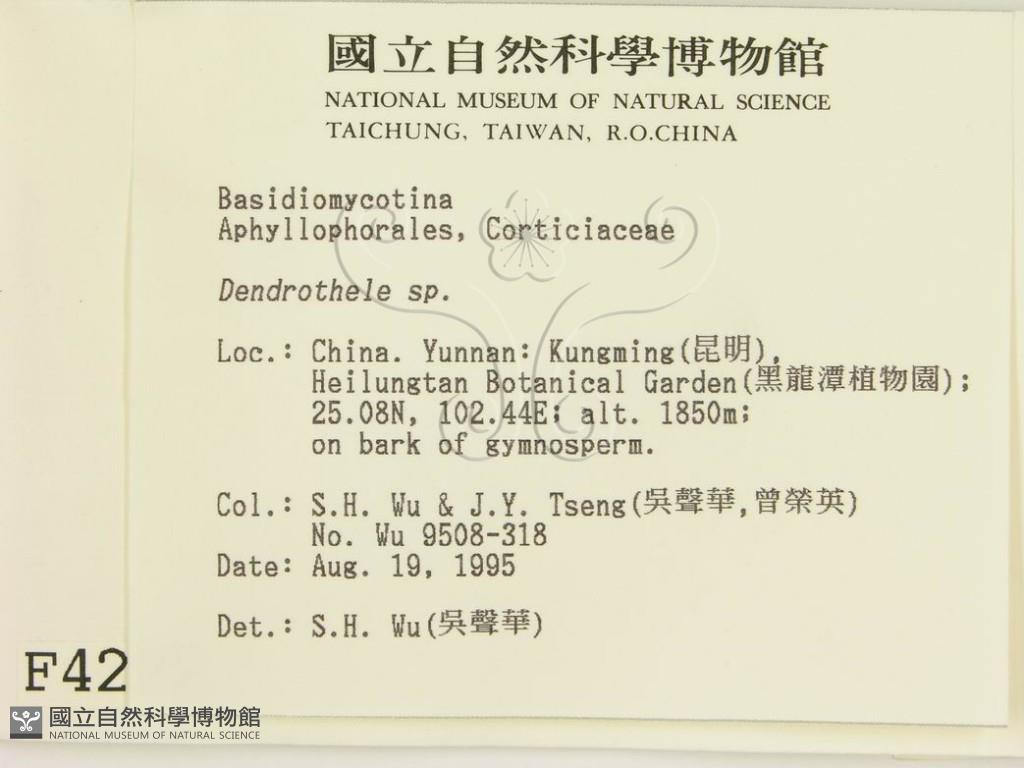 國立自然科學博物館
NATIONAL MUSEUM OF NATURAL SCIENCE
TAICHUNG, TAIWAN, R.O.CHINA
Basidiomycotina
Aphyllophorales, Corticiaceae
Dendrothele sp.
Loc.: China. Yunnan: Kungming(昆明),
Heilungtan Botanical Garden(黑龍潭植物園);
25.08N, 102.44E; alt. 1850m;
on bark of gymnosperm.
Col.: S.H. Wu & J.Y. Tseng(吳聲華,曾榮英)
No. Wu 9508-318
Date: Aug. 19, 1995
Det.: S.H. Wu(吳聲華)
F42
國立自然科學博物館
NATIONAL MUSEUM OF NATURAL SCIENCE